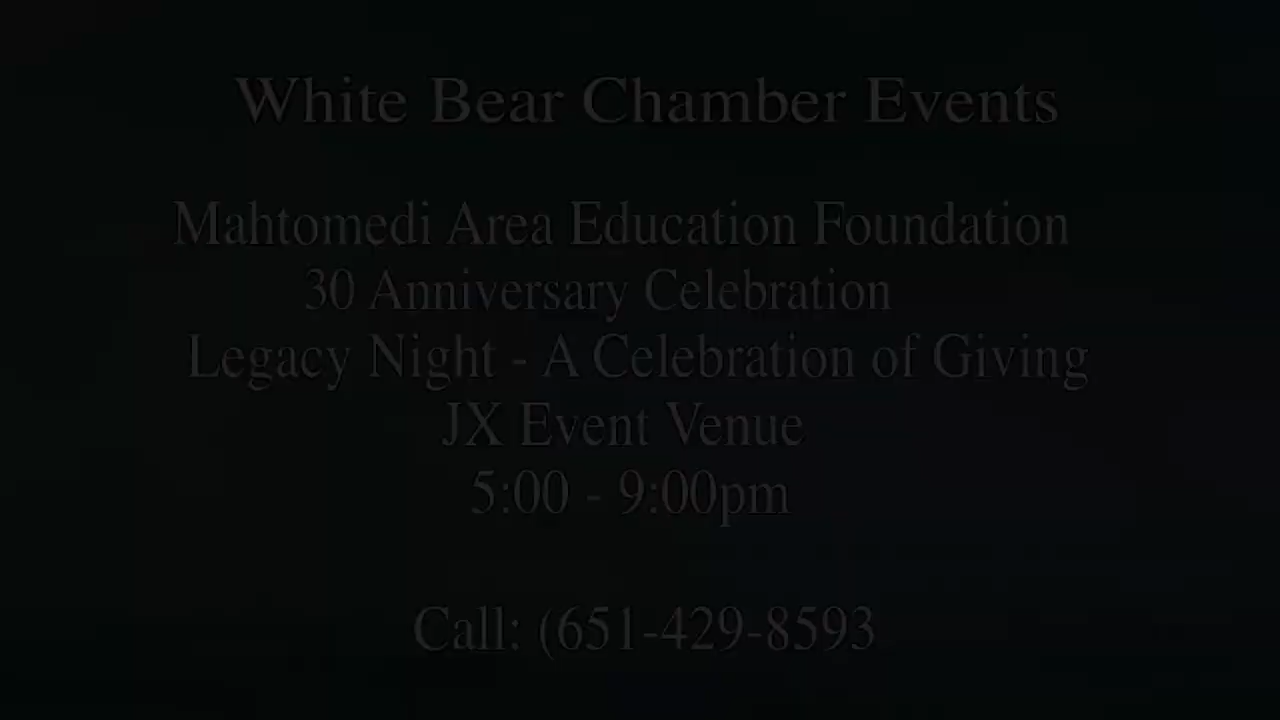 White Bear Chamber Events
Mahtomedi Area Education Foundation
30 Anniversary Celebration
Legacy Night - A Celebration of Giving
JX Event Venue
5:00 - 9:00pm
Call: (651-429-8593